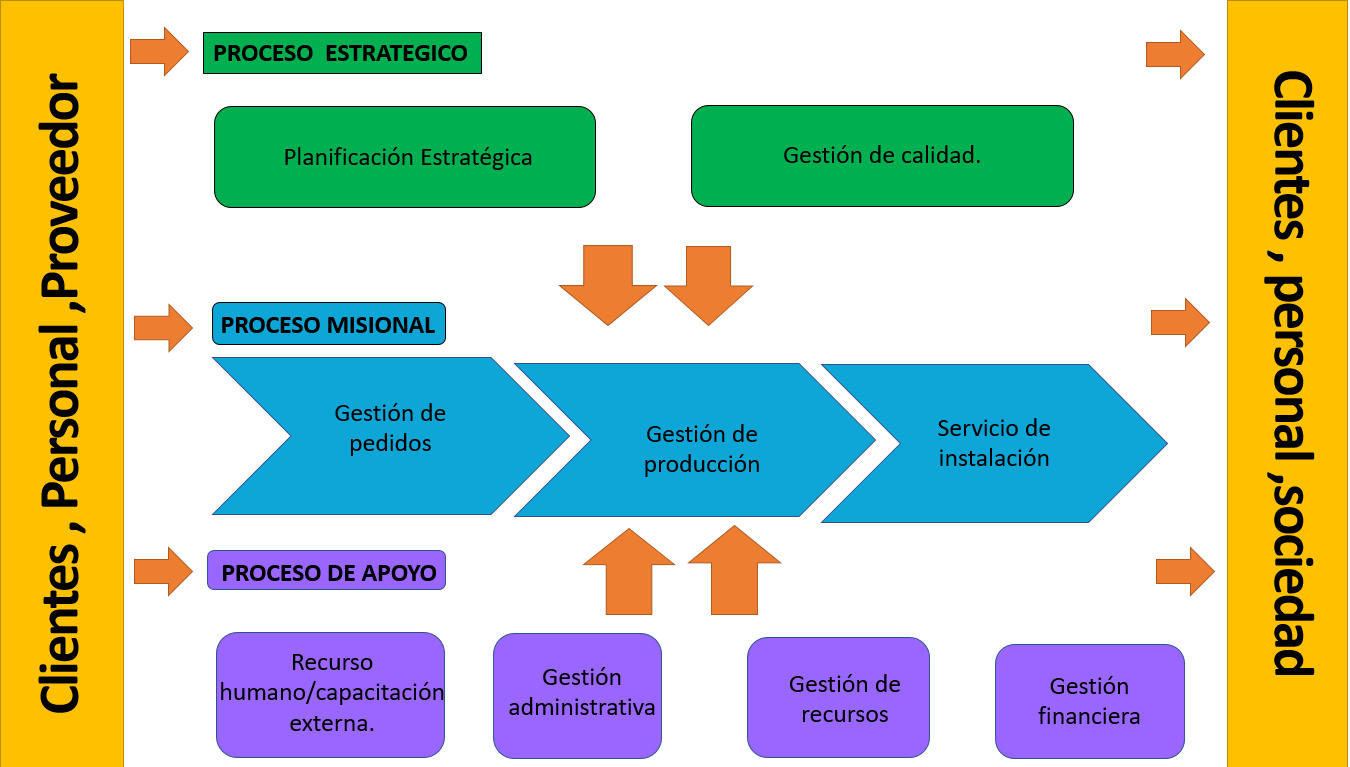 Clientes , Personal ,Proveedor
PROCESO ESTRATEGICO
Planificación Estratégica
Gestión de calidad.
PROCESO MISIONAL
Gestión de
pedidos
Gestión de
producción
Servicio de
instalación
PROCESO DE APOYO
Recurso
humano/capacitación
externa.
Gestión
administrativa
Gestión de
recursos
Gestión
financiera
Clientes , personal ,sociedad